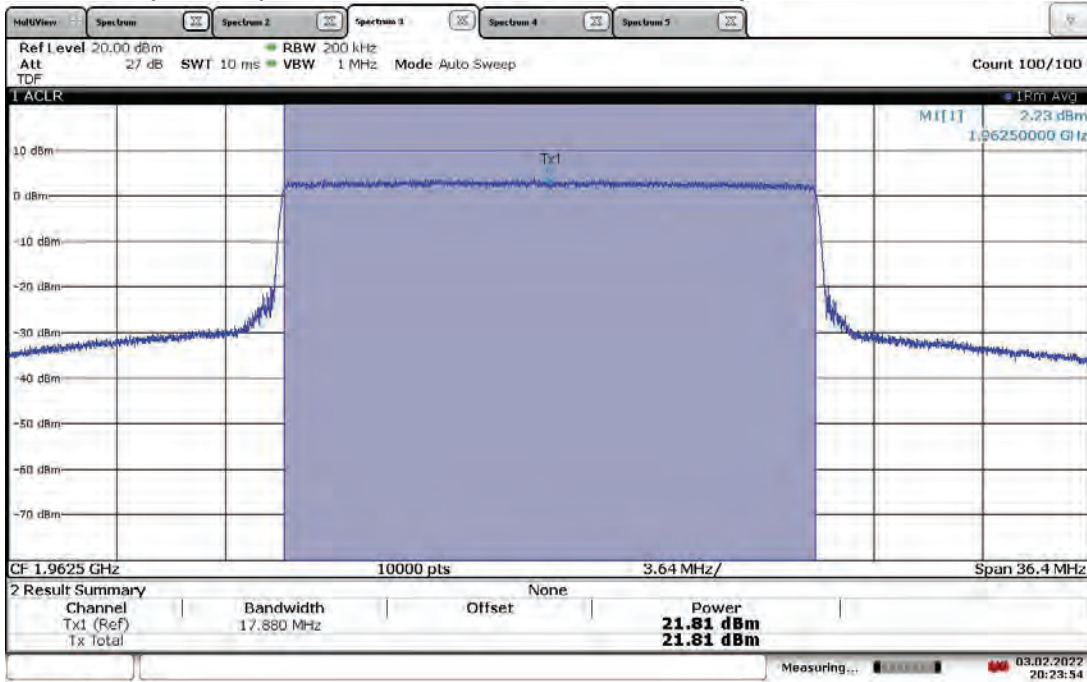 MultiView Spectrum Spectrum 2 Spectrum 3 Spectrum 4 Spectrum 5
Ref Level 20.00 dBm RBW 200 kHz
Att 27 dB SWT 10 ms VBW 1 MHz Mode Auto Sweep Count 100/100
TDF
1 ACLR 1Rm Avg
M1[1] 2.23 dBm
1.96250000 GHz
10 dBm
Tx1
0 dBm
-10 dBm
-20 dBm
-30 dBm
-40 dBm
-50 dBm
-60 dBm
-70 dBm
CF 1.9625 GHz 10000 pts 3.64 MHz/ Span 36.4 MHz
2 Result Summary None
Channel Bandwidth Offset Power
Tx1 (Ref) 17.880 MHz 21.81 dBm
Tx Total 21.81 dBm
Measuring... 03.02.2022
20:23:54